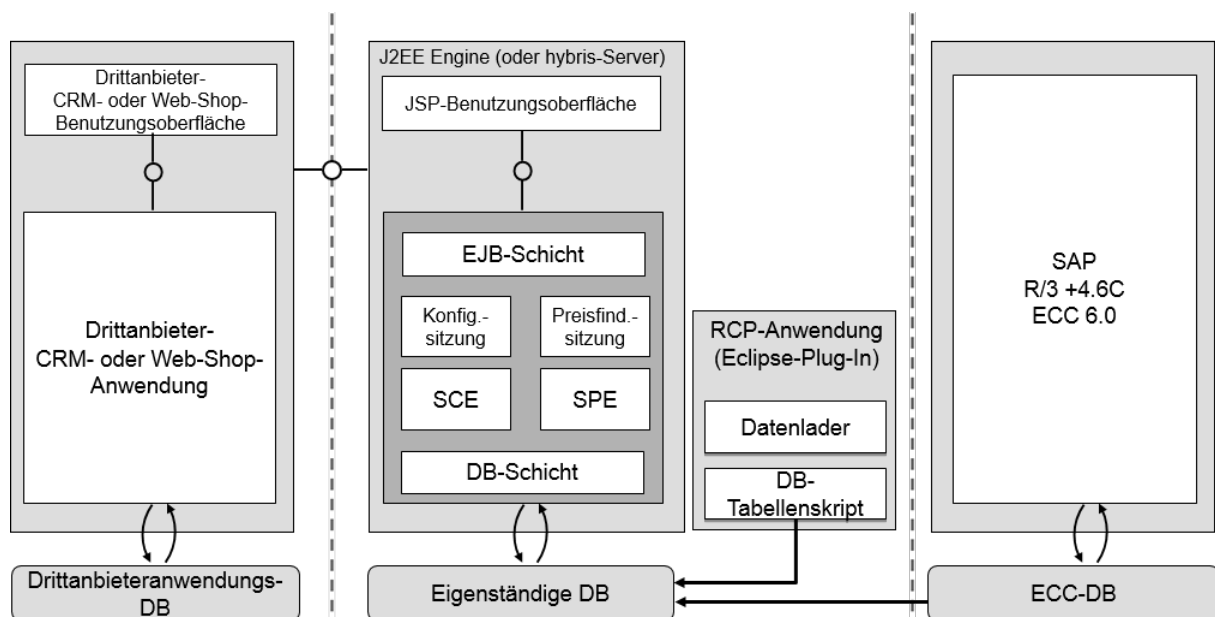 Drittanbieter-
CRM- oder Web-Shop-
Benutzungsoberfläche
Drittanbieter-
CRM- oder Web-Shop-
Anwendung
Drittanbieteranwendungs-
DB
J2EE Engine (oder hybris-Server)
JSP-Benutzungsoberfläche
EJB-Schicht
Konfig.-
sitzung
Preisfind.-
sitzung
SCE
SPE
DB-Schicht
Eigenständige DB
RCP-Anwendung
(Eclipse-Plug-In)
Datenlader
DB-
Tabellenskript
SAP
R/3 +4.6C
ECC 6.0
ECC-DB